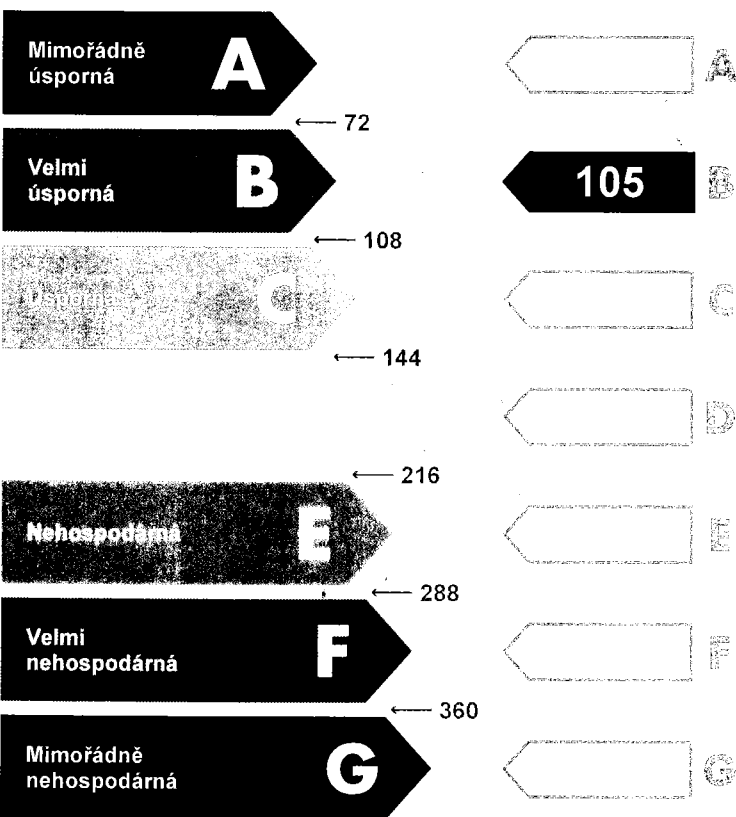 Mimořádně
úsporná
A
A
← 72
Velmi
úsporná
B
105
B
← 108
Úsporná
C
C
← 144
D
← 216
Nehospodárná
E
E
← 288
Velmi
nehospodárná
F
F
← 360
Mimořádně
nehospodárná
G
G